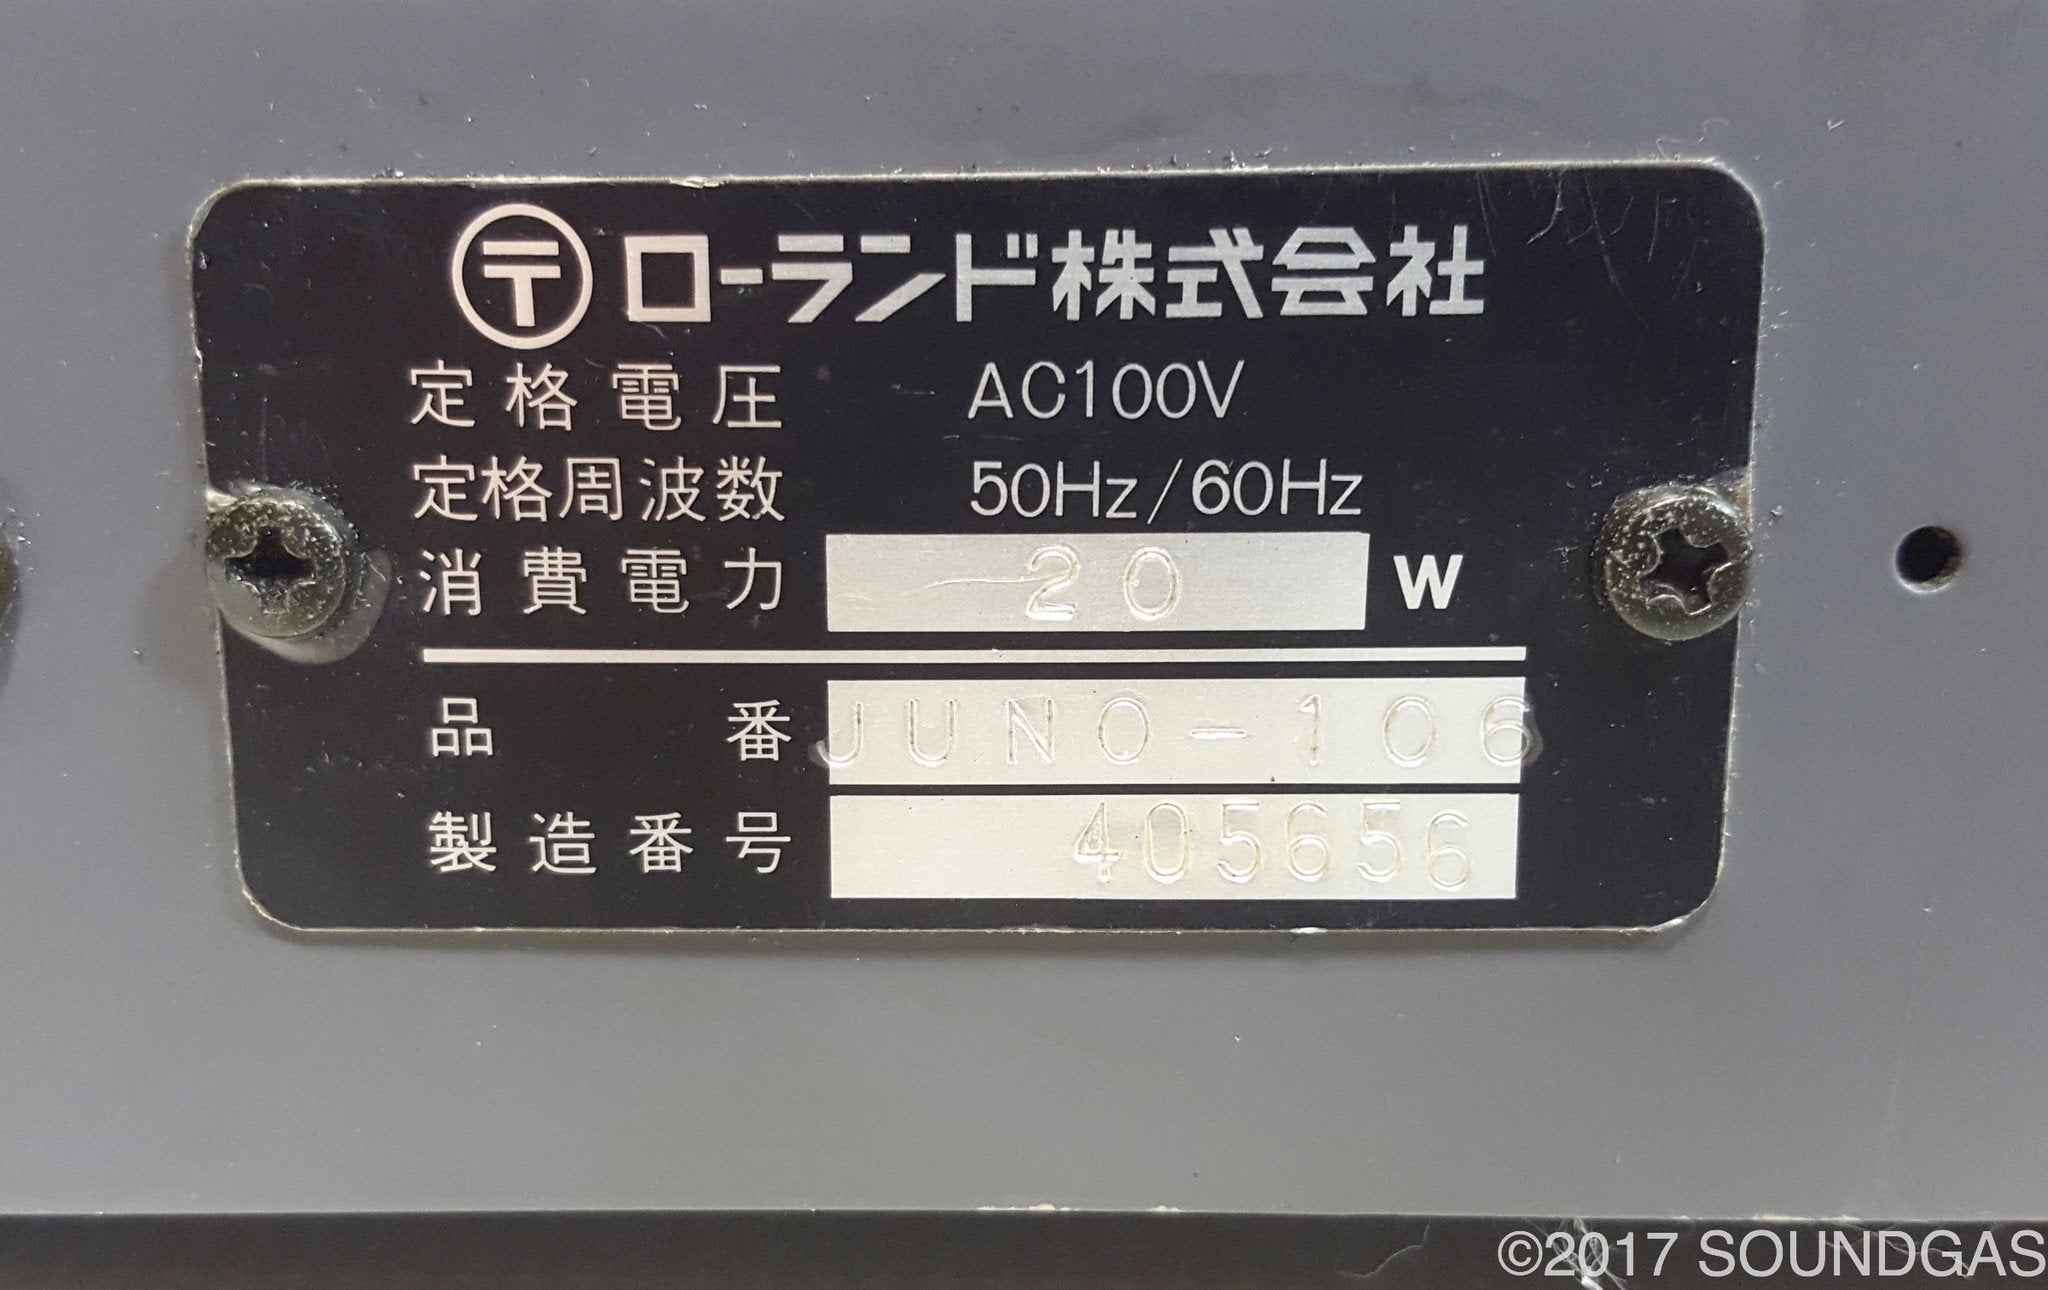 〒 ローランド株式会社
定格電圧 AC100V
定格周波数 50Hz/60Hz
消費電力 20 W
品番 JUNO-106
製造番号 405656
©2017 SOUNDGAS